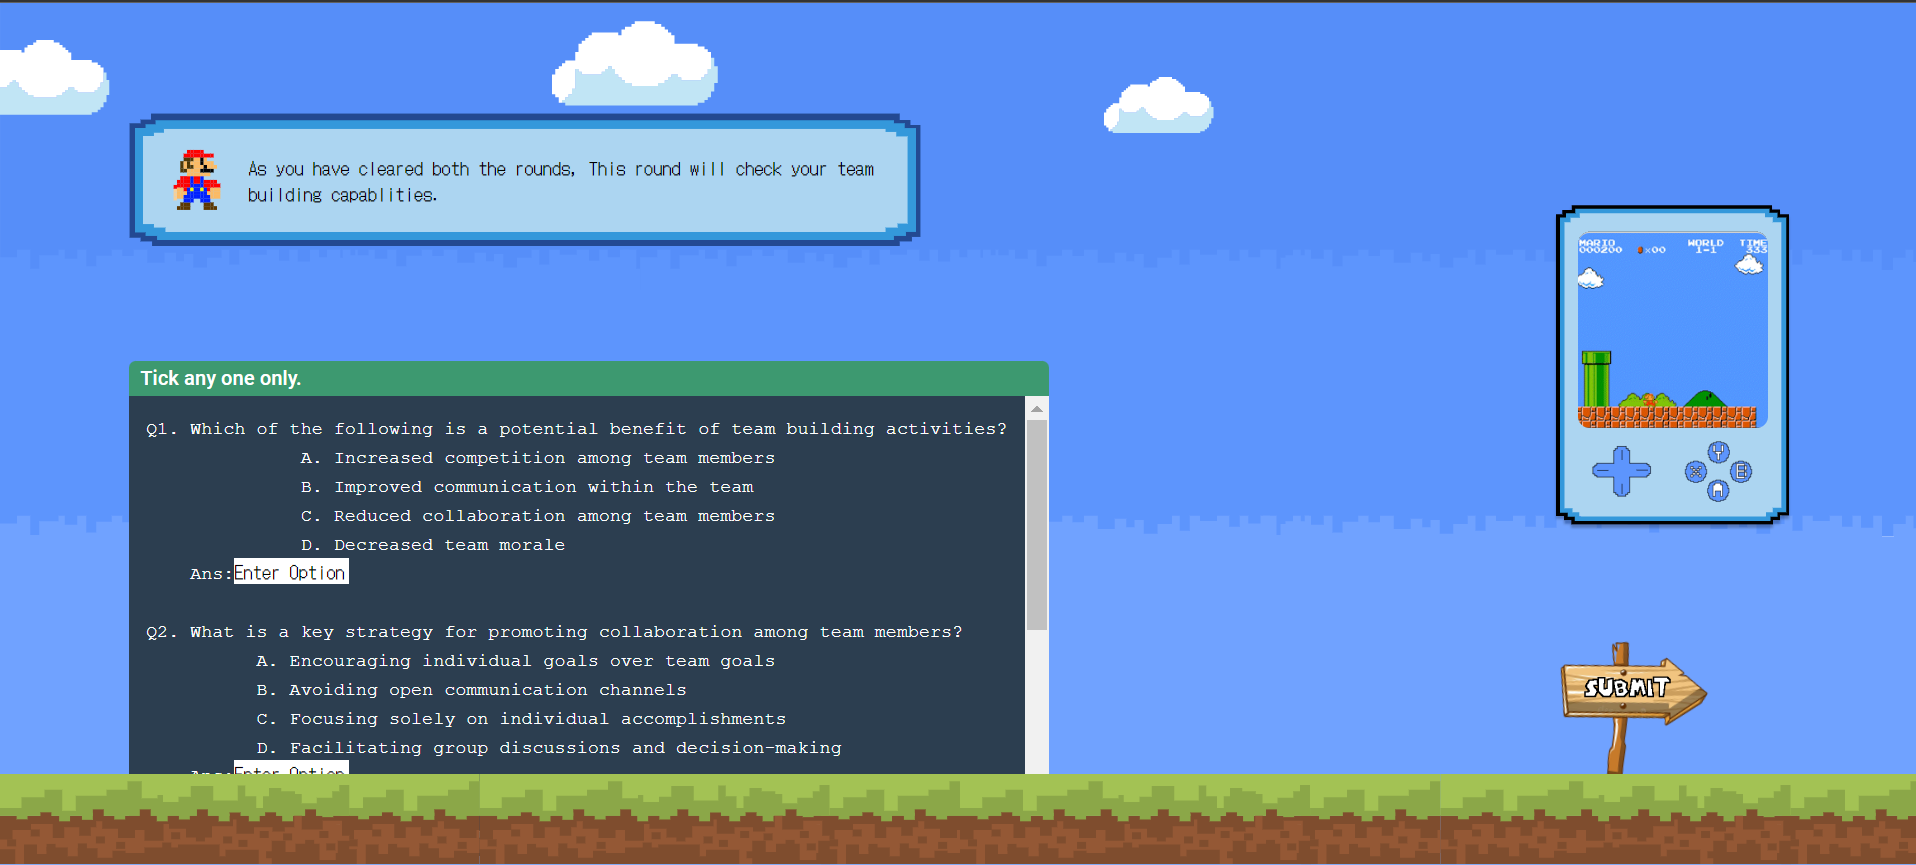 As you have cleared both the rounds, This round will check your team
building capablities.
MARIO WORLD TIME
000200 ×00 1-1 333
Tick any one only.
Q1. Which of the following is a potential benefit of team building activities?
A. Increased competition among team members
B. Improved communication within the team
C. Reduced collaboration among team members
D. Decreased team morale
Ans:Enter Option
Q2. What is a key strategy for promoting collaboration among team members?
A. Encouraging individual goals over team goals
B. Avoiding open communication channels
C. Focusing solely on individual accomplishments
D. Facilitating group discussions and decision-making
Ans:Enter Option
Y
X B
A
SUBMIT